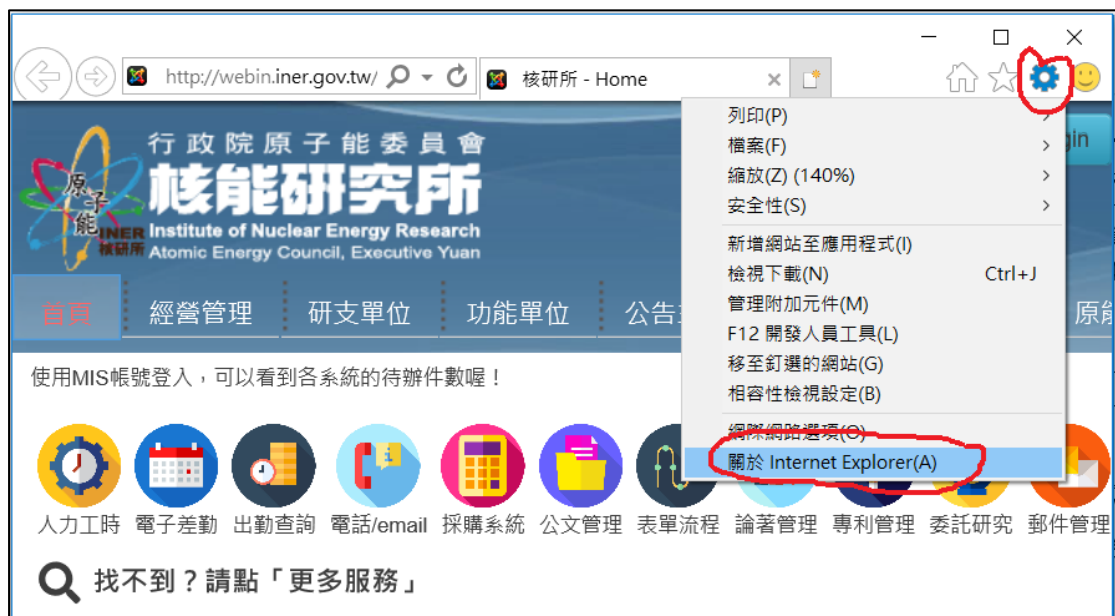 http://webin.iner.gov.tw/
核研所 - Home
列印(P)
檔案(F)
縮放(Z) (140%)
安全性(S)
新增網站至應用程式(I)
檢視下載(N) Ctrl+J
管理附加元件(M)
F12 開發人員工具(L)
移至釘選的網站(G)
相容性檢視設定(B)
網際網路選項(O)
關於 Internet Explorer(A)
gin
原子能
INER
核研所
行政院原子能委員會
核能研究所
Institute of Nuclear Energy Research
Atomic Energy Council, Executive Yuan
首頁 經營管理 研支單位 功能單位 公告 原
使用MIS帳號登入，可以看到各系統的待辦件數喔！
人力工時 電子差勤 出勤查詢 電話/email 採購系統 公文管理 表單流程 論著管理 專利管理 委託研究 郵件管理
找不到？請點「更多服務」